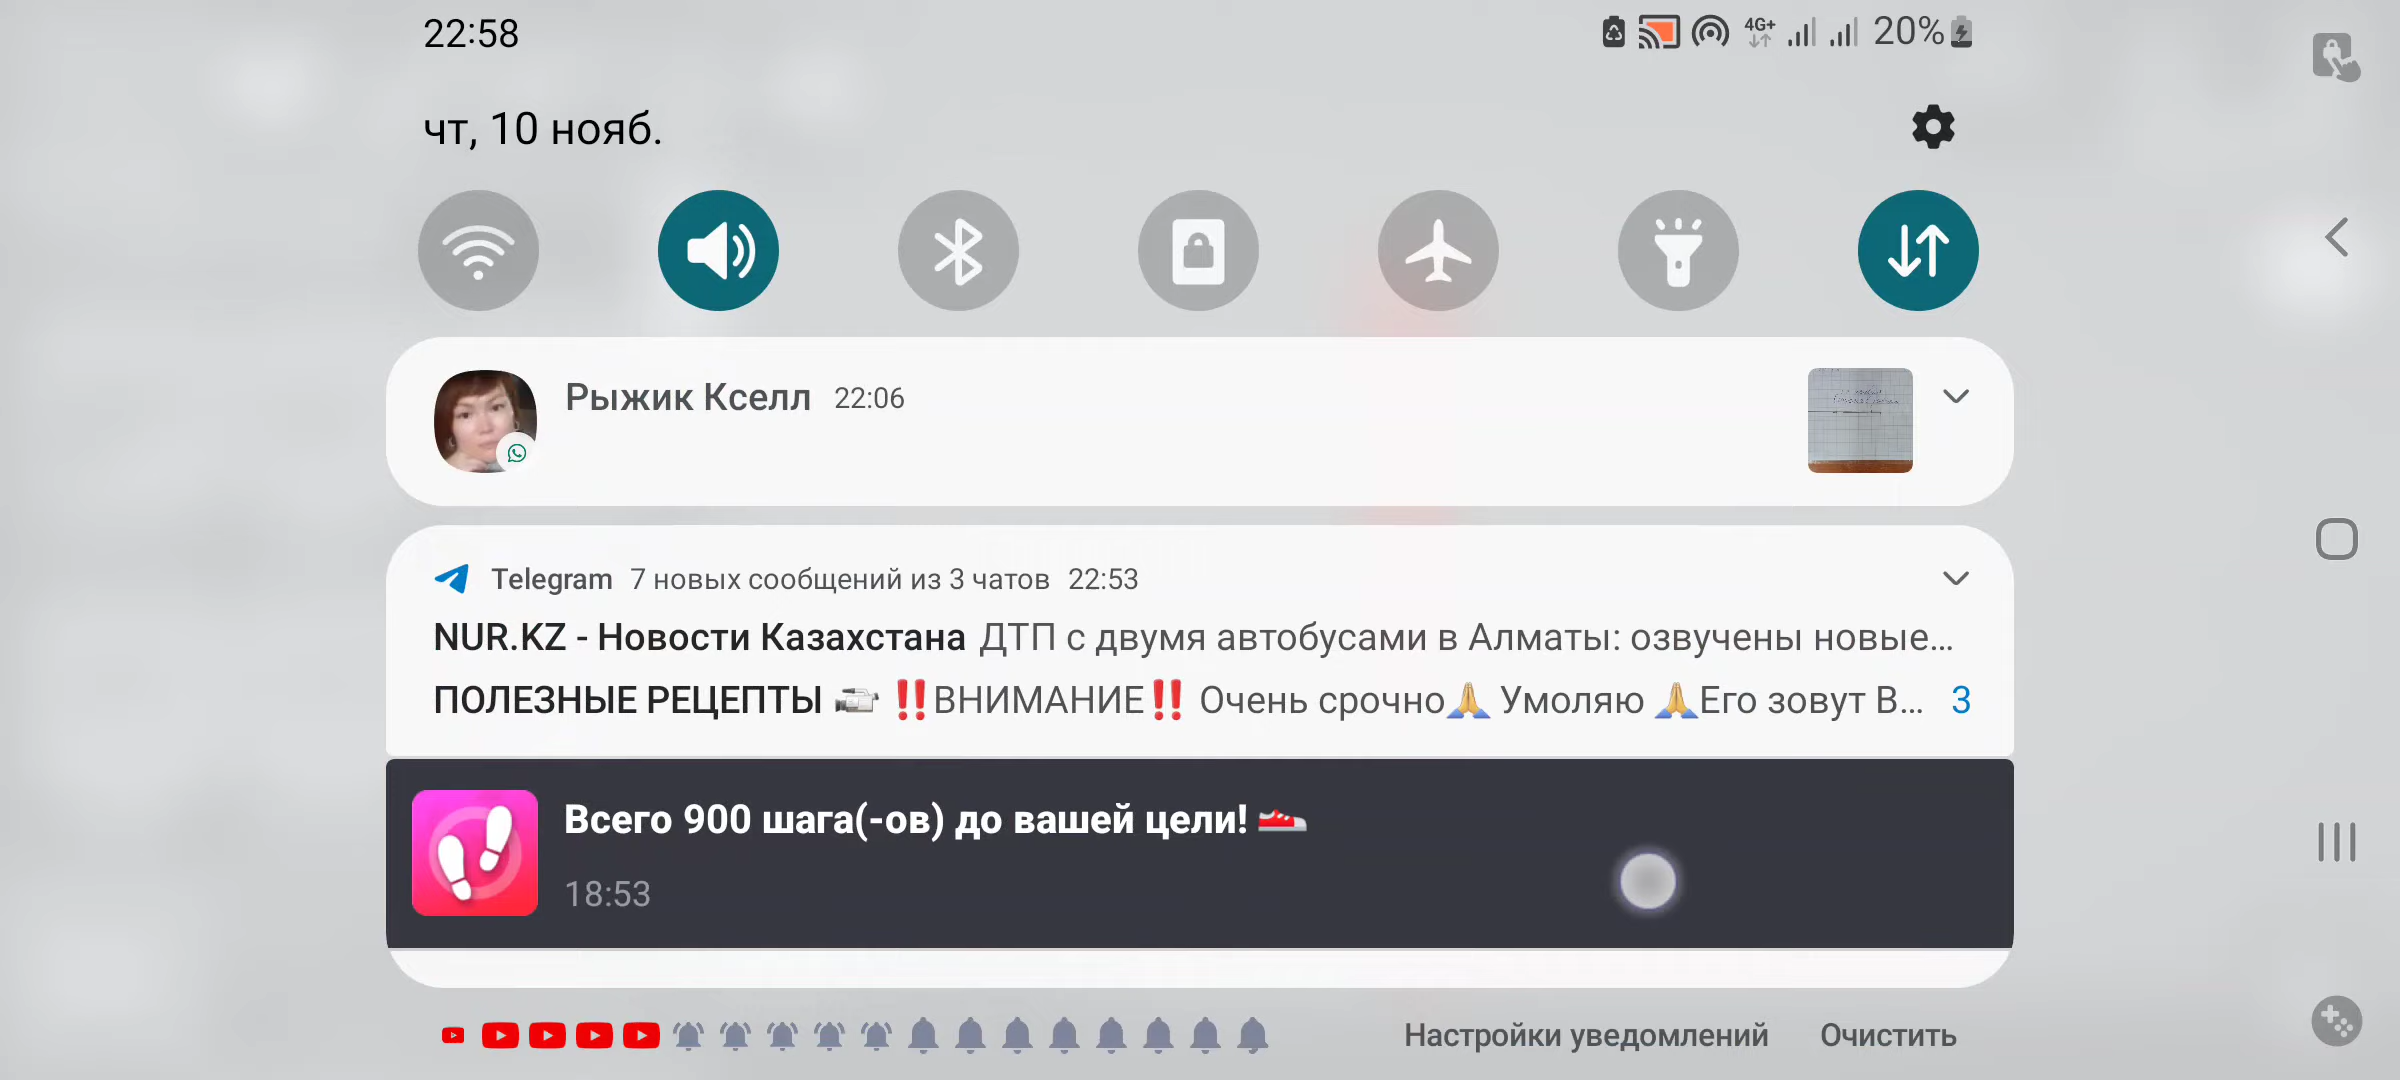 22:58
4G+
20%
чт, 10 нояб.
Рыжик Кселл 22:06
Telegram 7 новых сообщений из 3 чатов 22:53
NUR.KZ - Новости Казахстана ДТП с двумя автобусами в Алматы: озвучены новые...
ПОЛЕЗНЫЕ РЕЦЕПТЫ 📹 ‼️ВНИМАНИЕ‼️ Очень срочно🙏 Умоляю 🙏Его зовут В... 3
Всего 900 шага(-ов) до вашей цели! 👟
18:53
Настройки уведомлений Очистить